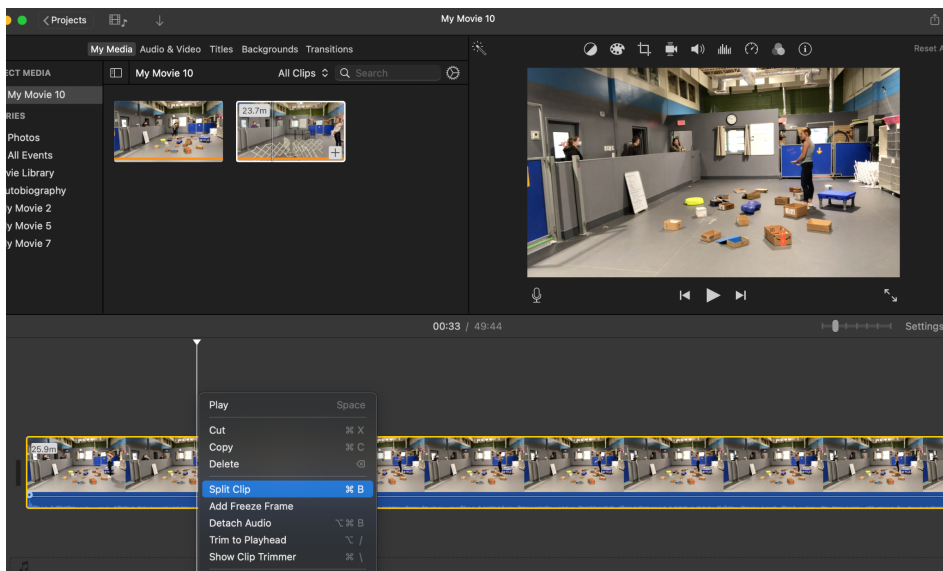 Projects
My Movie 10
My Media Audio & Video Titles Backgrounds Transitions
Reset A
ECT MEDIA
My Movie 10 All Clips Search
My Movie 10
RIES
Photos
All Events
vie Library
utobiography
y Movie 2
y Movie 5
y Movie 7
23.7m
00:33 / 49:44
Settings
25.9m
Play Space
Cut ⌘ X
Copy ⌘ C
Delete ⌫
Split Clip ⌘ B
Add Freeze Frame
Detach Audio ⌥ ⌘ B
Trim to Playhead ⌥ /
Show Clip Trimmer ⌘ \